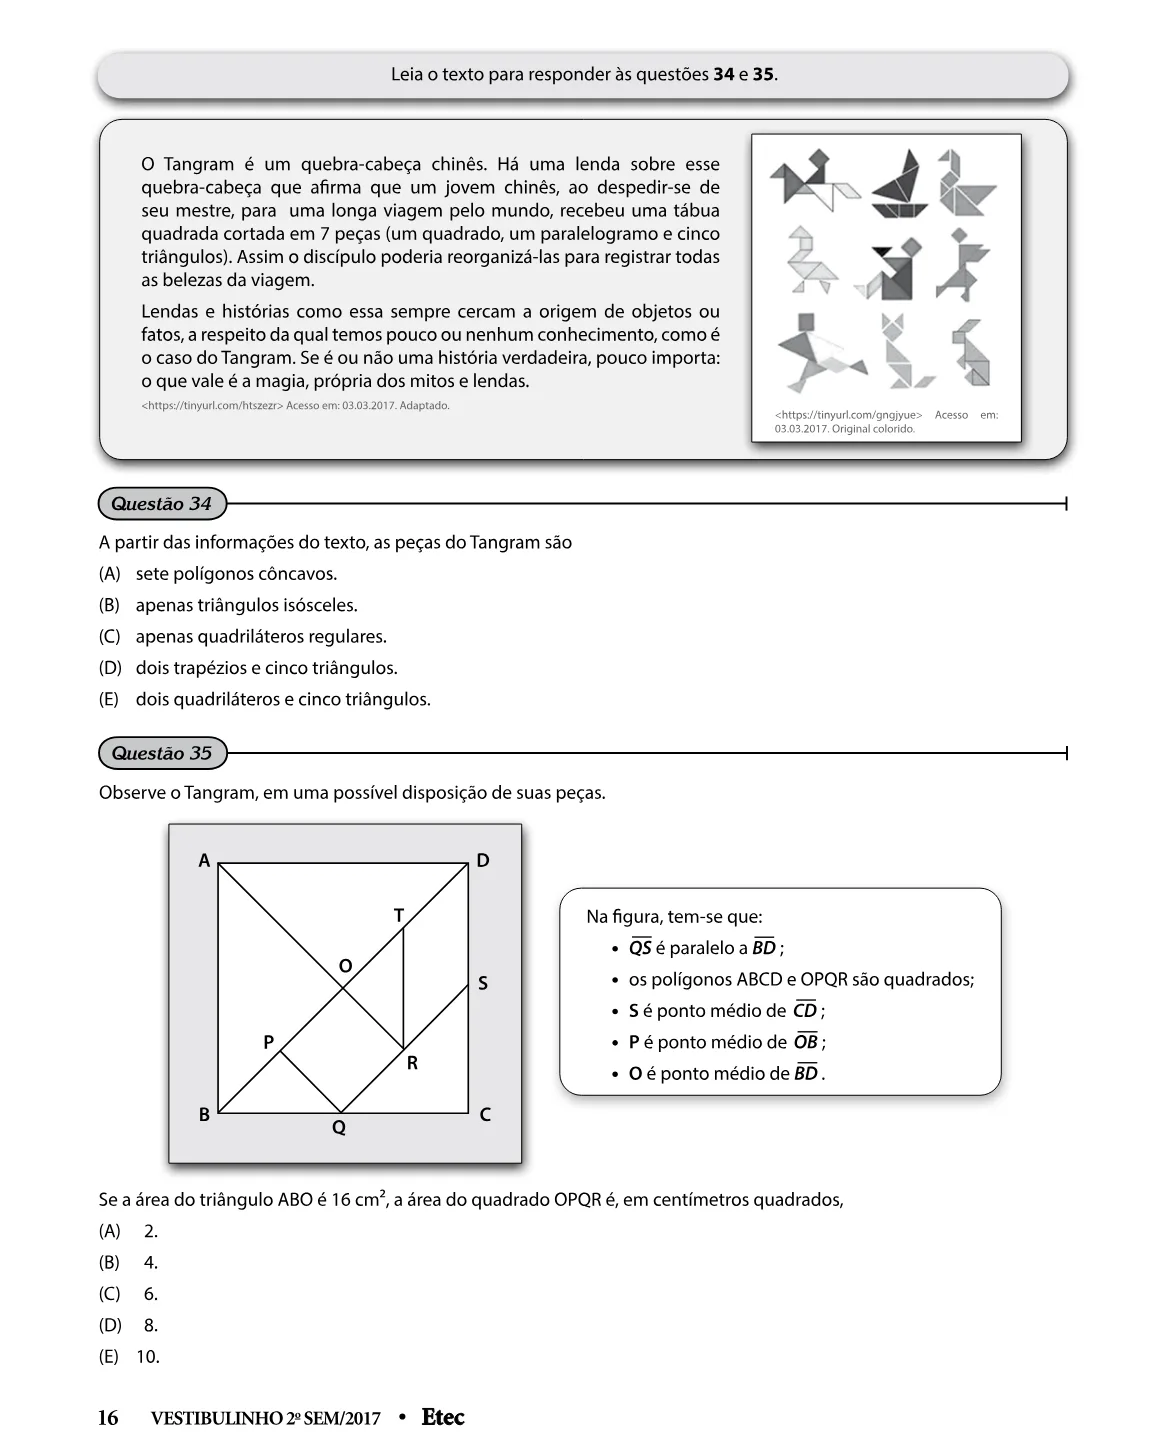 Leia o texto para responder às questões 34 e 35.
O Tangram é um quebra-cabeça chinês. Há uma lenda sobre esse
quebra-cabeça que afirma que um jovem chinês, ao despedir-se de
seu mestre, para uma longa viagem pelo mundo, recebeu uma tábua
quadrada cortada em 7 peças (um quadrado, um paralelogramo e cinco
triângulos). Assim o discípulo poderia reorganizá-las para registrar todas
as belezas da viagem.
Lendas e histórias como essa sempre cercam a origem de objetos ou
fatos, a respeito da qual temos pouco ou nenhum conhecimento, como é
o caso do Tangram. Se é ou não uma história verdadeira, pouco importa:
o que vale é a magia, própria dos mitos e lendas.
<https://tinyurl.com/htszezr> Acesso em: 03.03.2017. Adaptado.
<https://tinyurl.com/gngjyue> Acesso em:
03.03.2017. Original colorido.
Questão 34
A partir das informações do texto, as peças do Tangram são
(A) sete polígonos côncavos.
(B) apenas triângulos isósceles.
(C) apenas quadriláteros regulares.
(D) dois trapézios e cinco triângulos.
(E) dois quadriláteros e cinco triângulos.
Questão 35
Observe o Tangram, em uma possível disposição de suas peças.
A
D
T
O
S
P
R
B
C
Q
Na figura, tem-se que:
• Q̅S̅ é paralelo a B̅D̅ ;
• os polígonos ABCD e OPQR são quadrados;
• S é ponto médio de C̅D̅ ;
• P é ponto médio de O̅B̅ ;
• O é ponto médio de B̅D̅ .
Se a área do triângulo ABO é 16 cm², a área do quadrado OPQR é, em centímetros quadrados,
(A) 2.
(B) 4.
(C) 6.
(D) 8.
(E) 10.
16 VESTIBULINHO 2º SEM/2017 • Etec